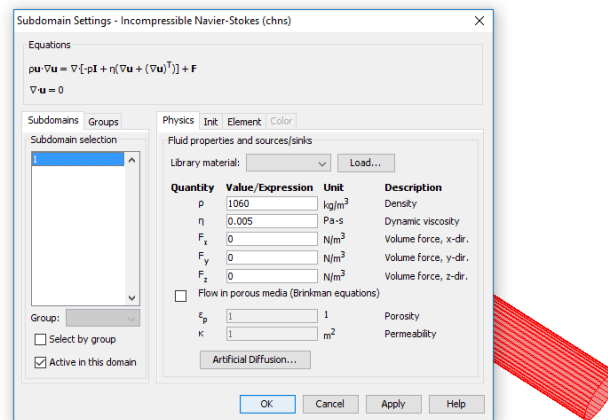 Subdomain Settings - Incompressible Navier-Stokes (chns)
Equations
ρu·∇u = ∇·[-pI + η(∇u + (∇u)ᵀ)] + F
∇·u = 0
Subdomains Groups
Subdomain selection
1
Group:
Select by group
Active in this domain
Physics Init Element Color
Fluid properties and sources/sinks
Library material: Load...
Quantity Value/Expression Unit Description
ρ 1060 kg/m³ Density
η 0.005 Pa·s Dynamic viscosity
Fₓ 0 N/m³ Volume force, x-dir.
Fᵧ 0 N/m³ Volume force, y-dir.
F_z 0 N/m³ Volume force, z-dir.
Flow in porous media (Brinkman equations)
εₚ 1 1 Porosity
κ 1 m² Permeability
Artificial Diffusion...
OK Cancel Apply Help